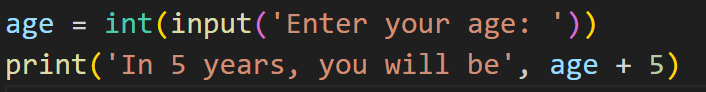 age = int(input('Enter your age: '))
print('In 5 years, you will be', age + 5)